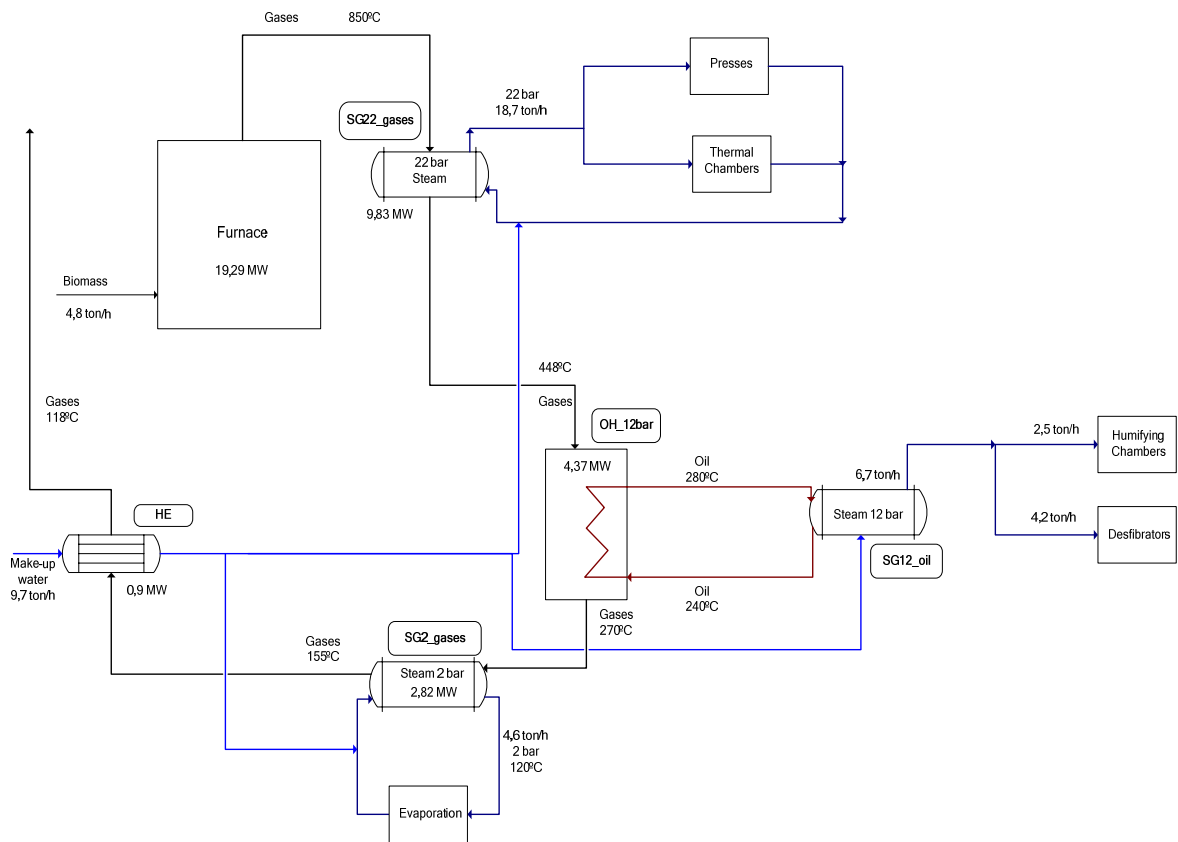 Gases 850ºC
SG22_gases
22 bar
Steam
9,83 MW
22 bar
18,7 ton/h
Presses
Thermal
Chambers
Furnace
19,29 MW
Biomass
4,8 ton/h
Gases
118ºC
448ºC
Gases
OH_12bar
4,37 MW
Oil
280ºC
Oil
240ºC
6,7 ton/h
Steam 12 bar
SG12_oil
2,5 ton/h
Humifying
Chambers
4,2 ton/h
Desfibrators
HE
Make-up
water
9,7 ton/h
0,9 MW
Gases
270ºC
Gases
155ºC
SG2_gases
Steam 2 bar
2,82 MW
4,6 ton/h
2 bar
120ºC
Evaporation